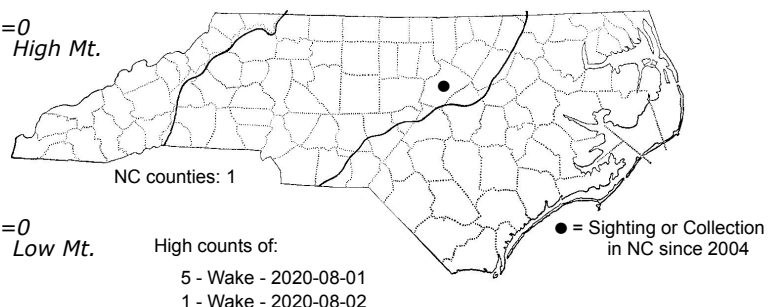 =0
High Mt.
NC counties: 1
=0
Low Mt.
High counts of:
5 - Wake - 2020-08-01
1 - Wake - 2020-08-02
● = Sighting or Collection
in NC since 2004